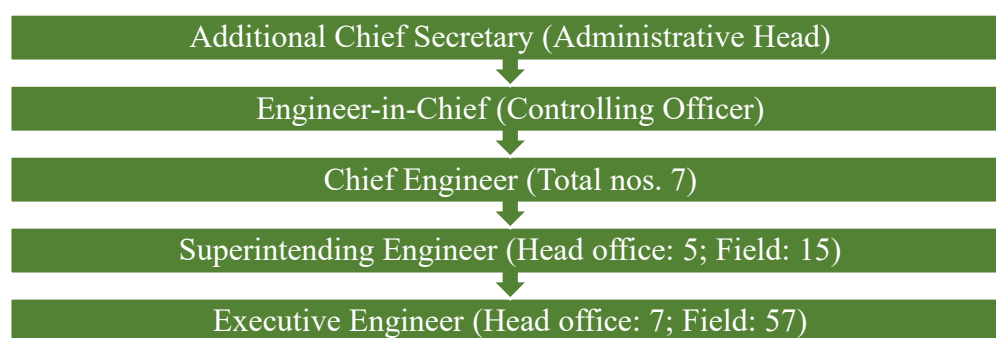 Additional Chief Secretary (Administrative Head)
Engineer-in-Chief (Controlling Officer)
Chief Engineer (Total nos. 7)
Superintending Engineer (Head office: 5; Field: 15)
Executive Engineer (Head office: 7; Field: 57)